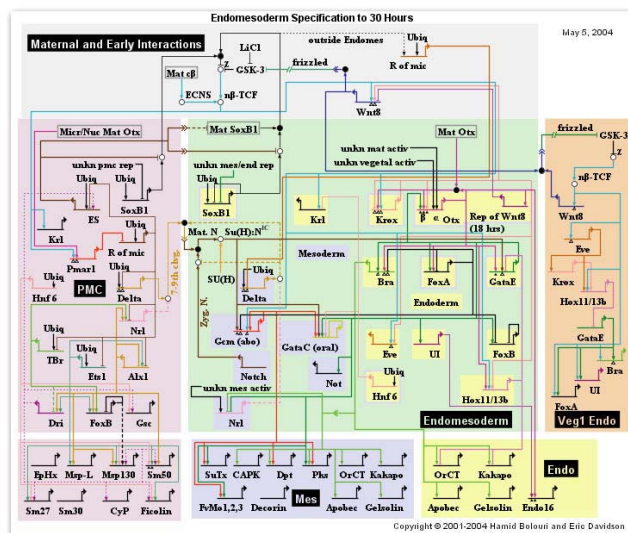 Endomesoderm Specification to 30 Hours
May 5, 2004
Maternal and Early Interactions
LiCl
GSK-3
outside Endomes
Ubiq
R of mic
frizzled
Mat cβ
ECNS
nβ-TCF
Wnt8
frizzled
GSK-3
Micr/Nuc Mat Otx
Mat SoxB1
Mat Otx
unkn mat activ
unkn vegetal activ
unkn pmc rep
Ubiq
Ubiq
ES
SoxB1
unkn mes/end rep
Ubiq
SoxB1
Krl
Krox
β α Otx
Rep of Wnt8
(18 hrs)
nβ-TCF
Wnt8
Eve
Krox
Hox11/13b
GataE
Bra
UI
FoxA
Veg1 Endo
Krl
Ubiq
R of mic
Pmar1
PMC
Hnf 6
Ubiq
Delta
Nrl
Ubiq
TBr
Ubiq
Ets1
Alx1
Dri
FoxB
Gsc
7-9th cbg.
Mat. N
Su(H):N
IC
SU(H)
Ubiq
Delta
Zyg. N.
Mesoderm
Bra
FoxA
GataE
Endoderm
Gcm (abo)
GataC (oral)
Eve
UI
FoxB
Notch
Not
Ubiq
Hnf 6
Hox11/13b
unkn mes activ
Nrl
Endomesoderm
EpHx
Msp-L
Msp130
Sm50
Sm27
Sm30
CyP
Ficolin
SuTx
CAPK
Dpt
Pks
OrCT
Kakapo
FvMo1,2,3
Decorin
Mes
Apobec
Gelsolin
OrCT
Kakapo
Endo
Apobec
Gelsolin
Endo16
Copyright © 2001-2004 Hamid Bolouri and Eric Davidson